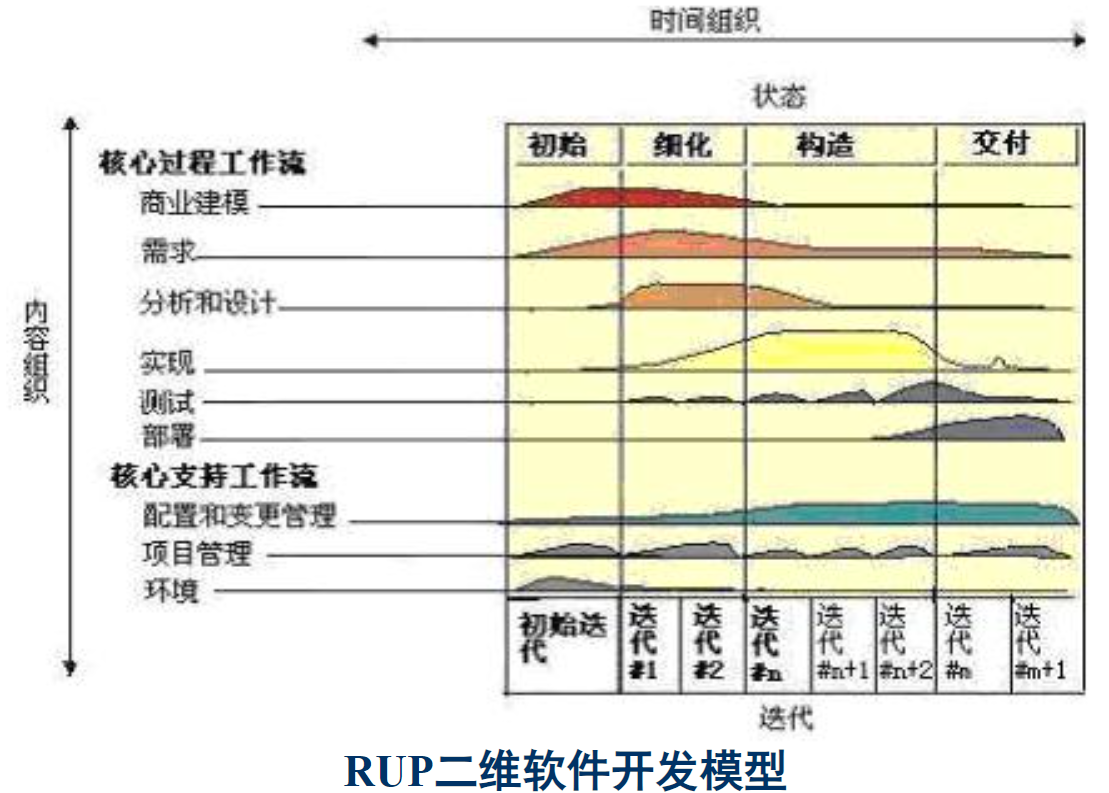 时间组织
状态
初始 细化 构造 交付
核心过程工作流
商业建模
需求
分析和设计
实现
测试
部署
核心支持工作流
配置和变更管理
项目管理
环境
内容组织
初始迭代
迭代#1
迭代#2
迭代#n
迭代#n+1
迭代#n+2
迭代#n
迭代#m+1
迭代
RUP二维软件开发模型